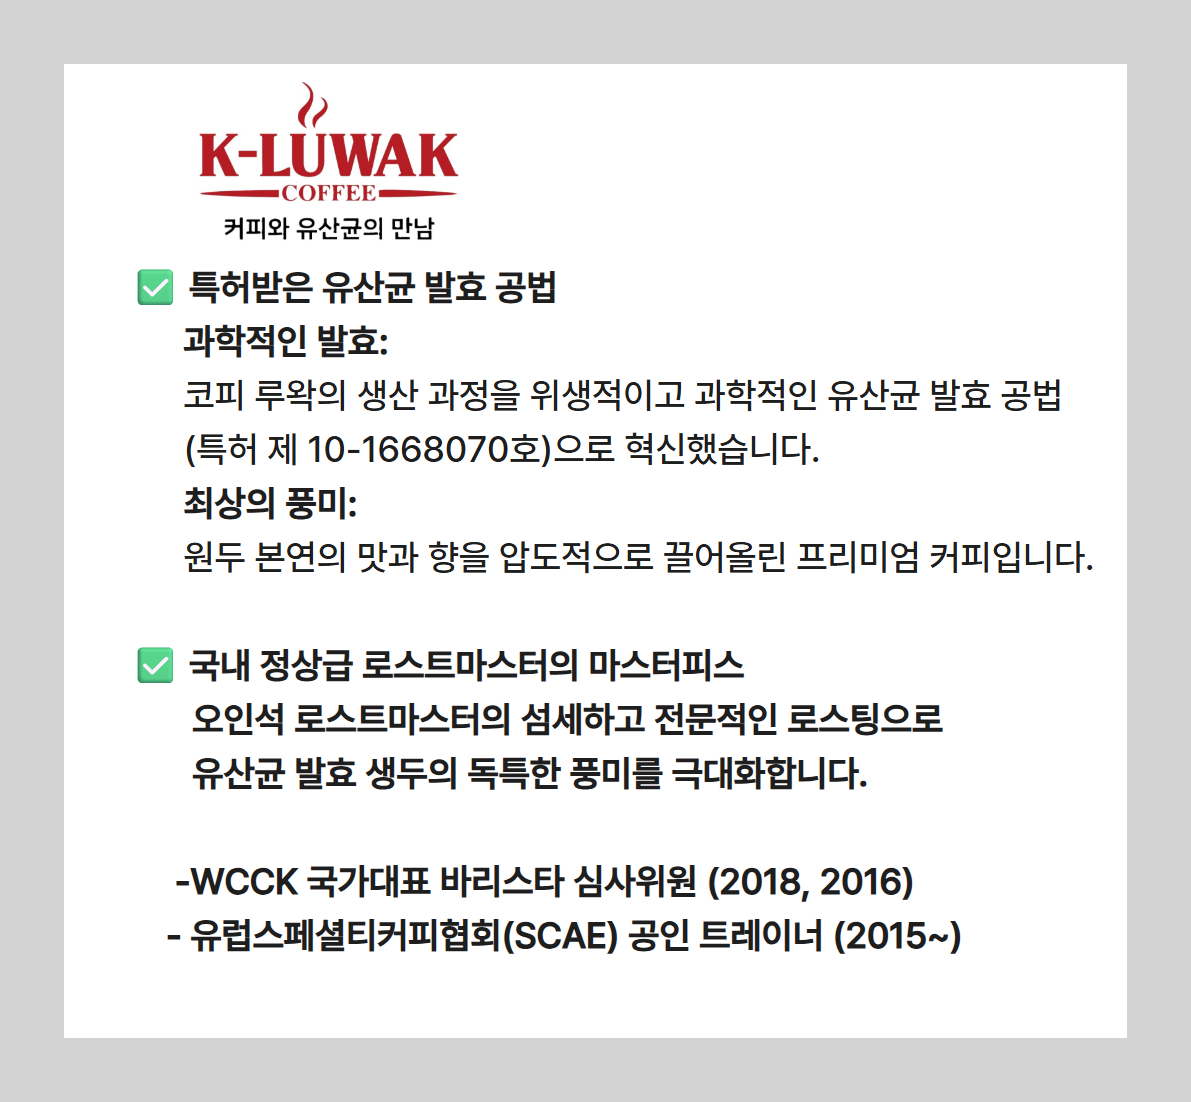 K-LUWAK
COFFEE
커피와 유산균의 만남
✅ 특허받은 유산균 발효 공법
과학적인 발효:
코피 루왁의 생산 과정을 위생적이고 과학적인 유산균 발효 공법
(특허 제 10-1668070호)으로 혁신했습니다.
최상의 풍미:
원두 본연의 맛과 향을 압도적으로 끌어올린 프리미엄 커피입니다.
✅ 국내 정상급 로스트마스터의 마스터피스
오인석 로스트마스터의 섬세하고 전문적인 로스팅으로
유산균 발효 생두의 독특한 풍미를 극대화합니다.
-WCCK 국가대표 바리스타 심사위원 (2018, 2016)
- 유럽스페셜티커피협회(SCAE) 공인 트레이너 (2015~)